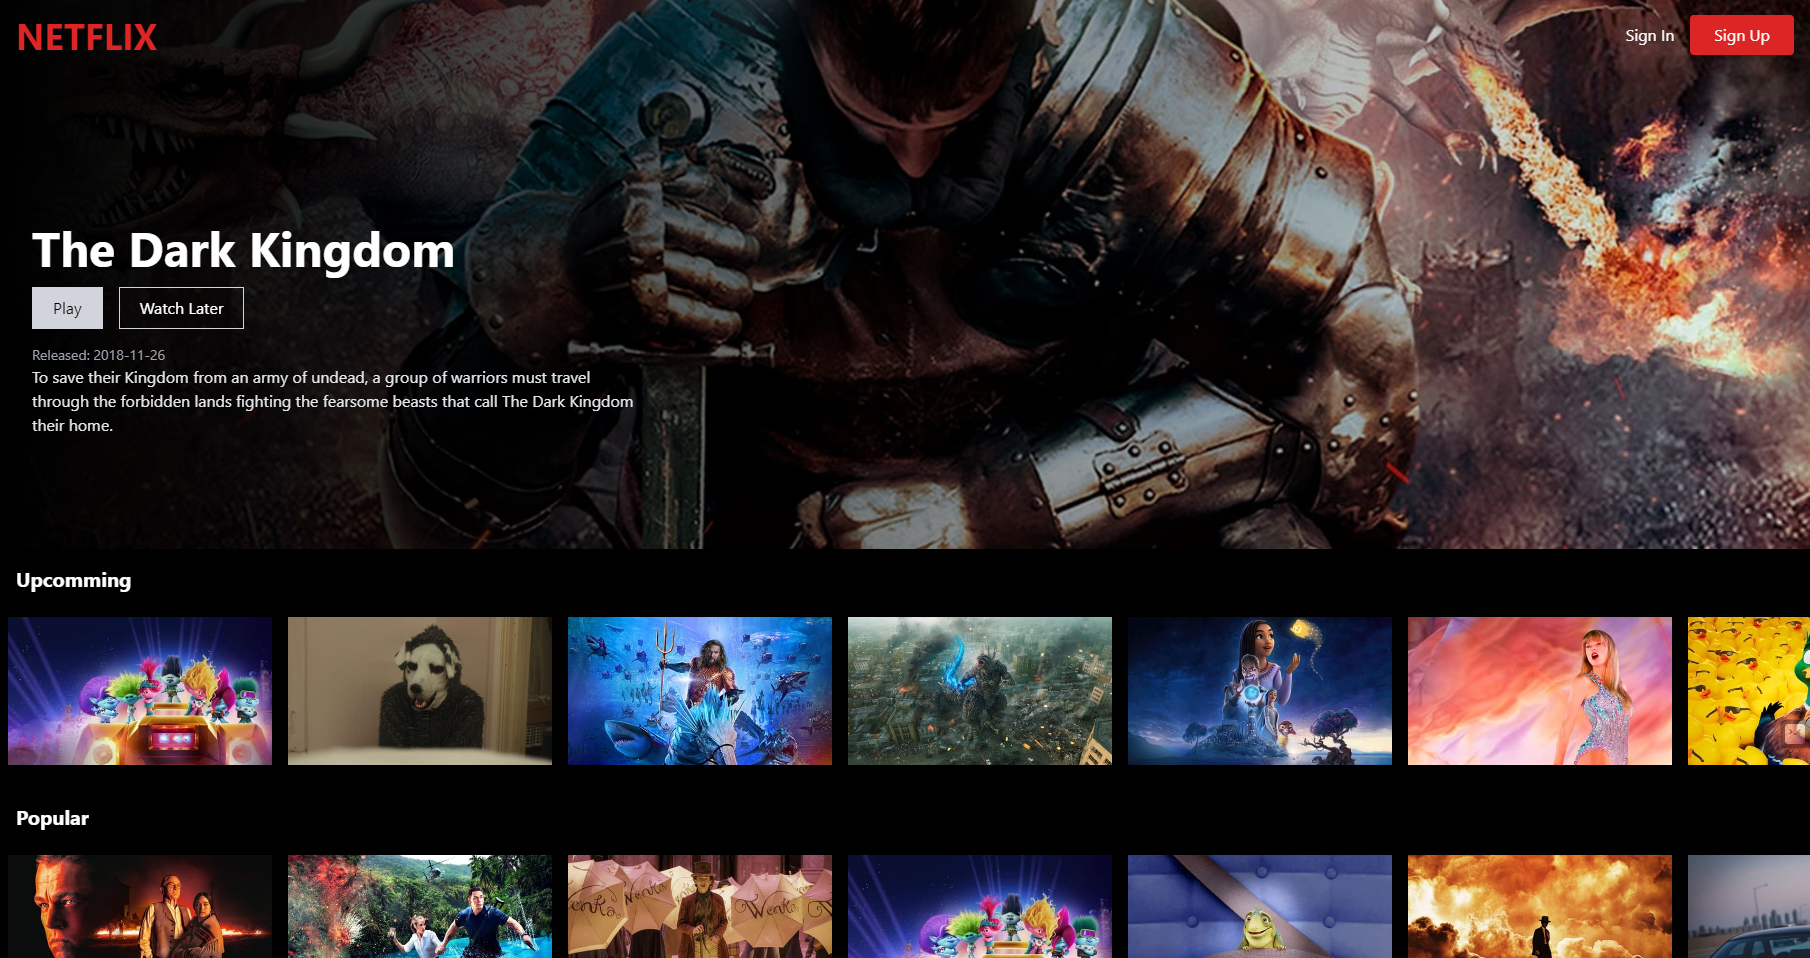 NETFLIX
Sign In
Sign Up
The Dark Kingdom
Play
Watch Later
Released: 2018-11-26
To save their Kingdom from an army of undead, a group of warriors must travel
through the forbidden lands fighting the fearsome beasts that call The Dark Kingdom
their home.
Upcomming
Popular
Wonka
Wonka